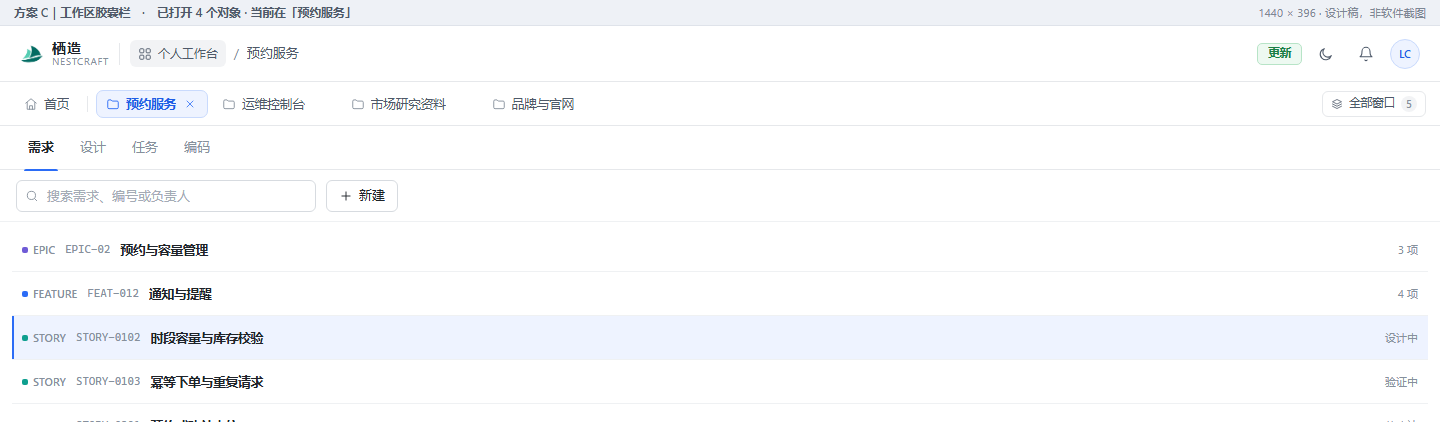 方案 C | 工作区胶囊栏 · 已打开 4 个对象 · 当前在「预约服务」 1440 × 396 · 设计稿，非软件截图
栖造
NESTCRAFT
个人工作台 / 预约服务
更新
LC
首页 预约服务 × 运维控制台 市场研究资料 品牌与官网 全部窗口 5
需求 设计 任务 编码
搜索需求、编号或负责人 + 新建
EPIC EPIC-02 预约与容量管理 3 项
FEATURE FEAT-012 通知与提醒 4 项
STORY STORY-0102 时段容量与库存校验 设计中
STORY STORY-0103 幂等下单与重复请求 验证中